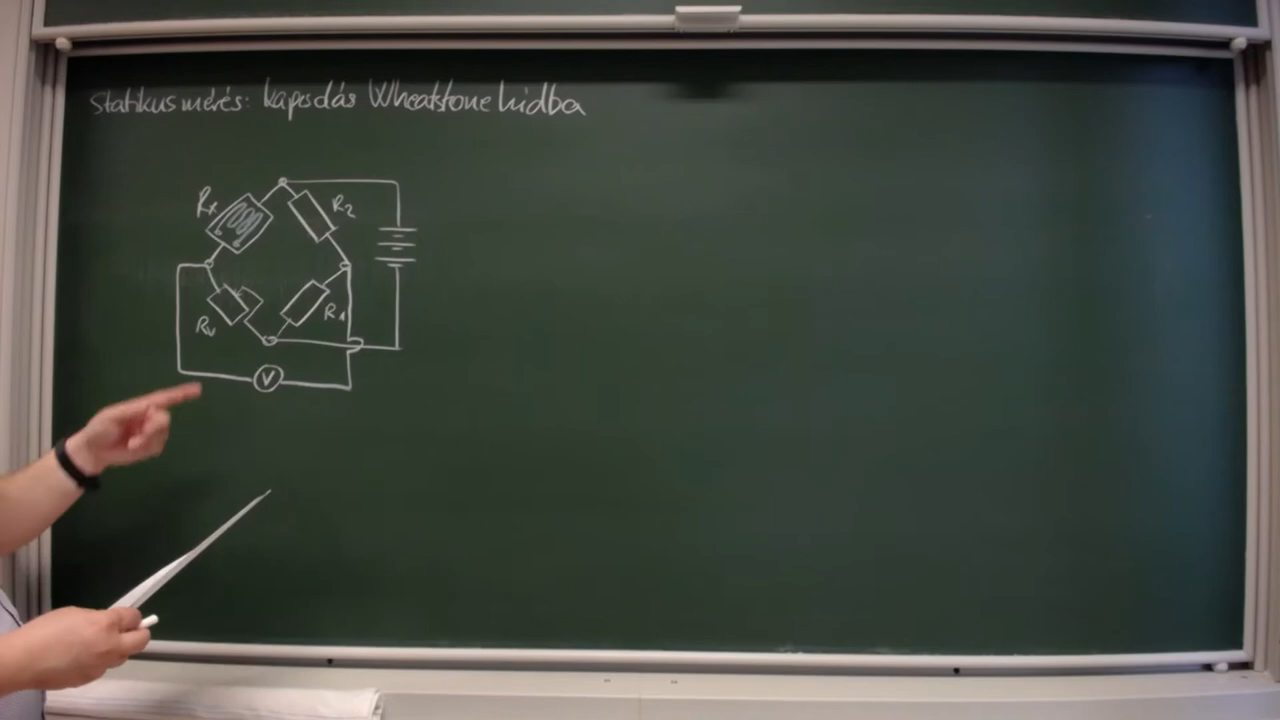 Statikus mérés: kapcsolás Wheatstone hídba
Rx
R2
Rv
R1
V